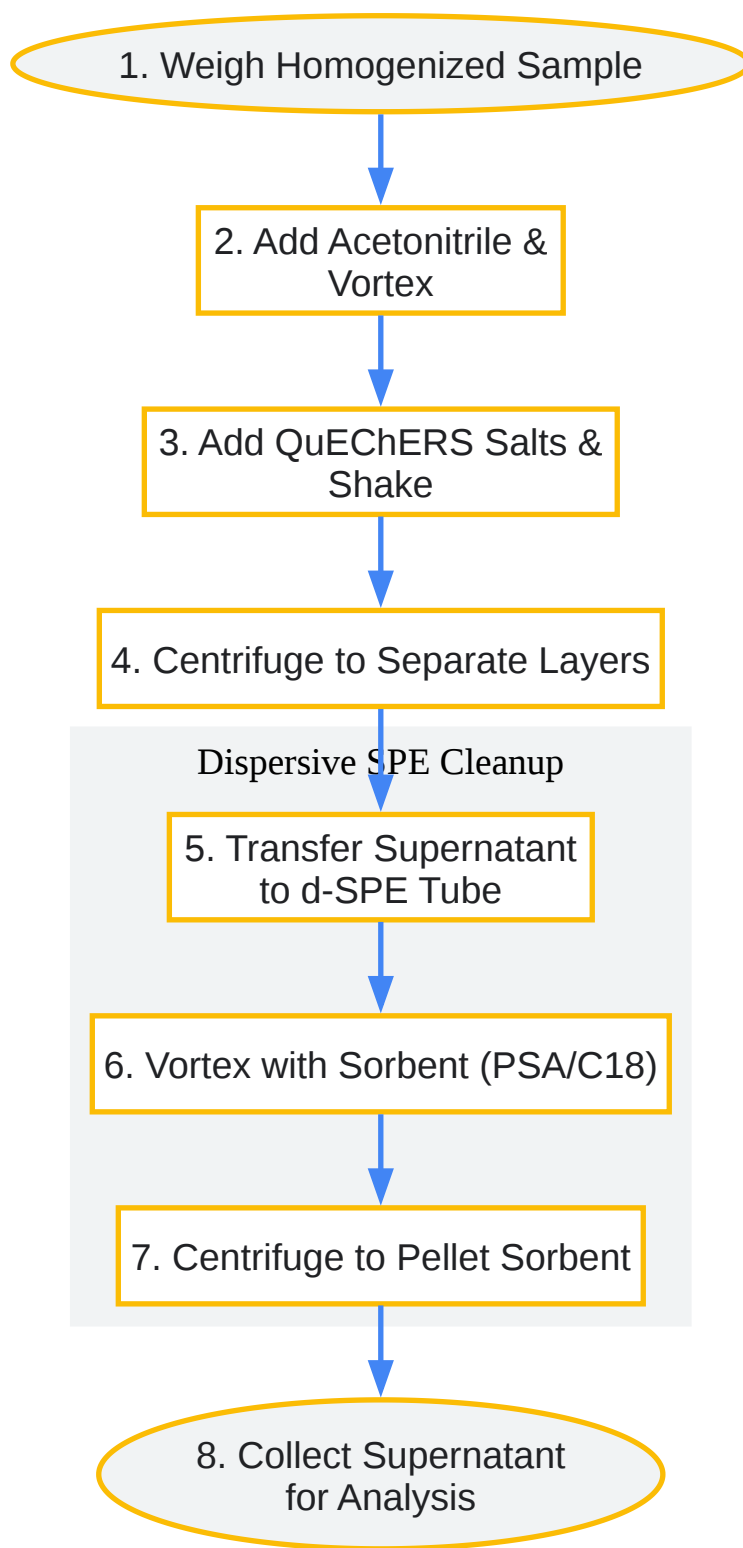 1. Weigh Homogenized Sample
2. Add Acetonitrile &
Vortex
3. Add QuEChERS Salts &
Shake
4. Centrifuge to Separate Layers
Dispersive SPE Cleanup
5. Transfer Supernatant
to d-SPE Tube
6. Vortex with Sorbent (PSA/C18)
7. Centrifuge to Pellet Sorbent
8. Collect Supernatant
for Analysis